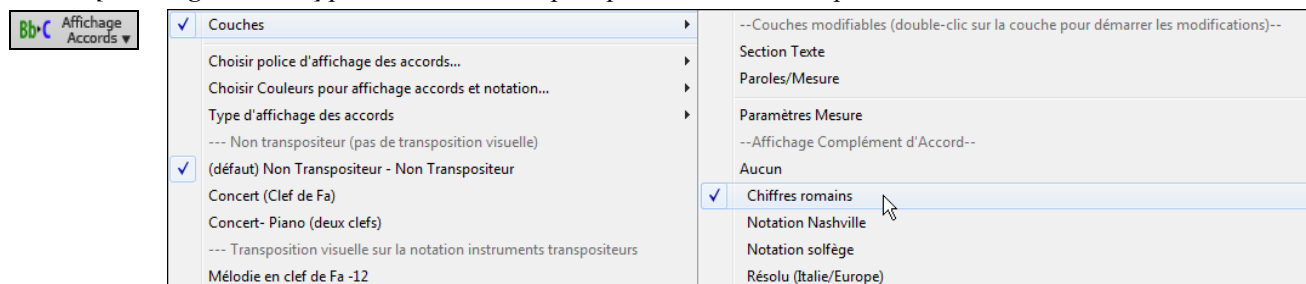 Bb▸C Affichage
Accords ▼
✓ Couches
Choisir police d'affichage des accords...
Choisir Couleurs pour affichage accords et notation...
Type d'affichage des accords
--- Non transpositeur (pas de transposition visuelle)
✓ (défaut) Non Transpositeur - Non Transpositeur
Concert (Clef de Fa)
Concert- Piano (deux clefs)
--- Transposition visuelle sur la notation instruments transpositeurs
Mélodie en clef de Fa -12
--Couches modifiables (double-clic sur la couche pour démarrer les modifications)--
Section Texte
Paroles/Mesure
Paramètres Mesure
--Affichage Complément d'Accord--
Aucun
✓ Chiffres romains
Notation Nashville
Notation solfège
Résolu (Italie/Europe)